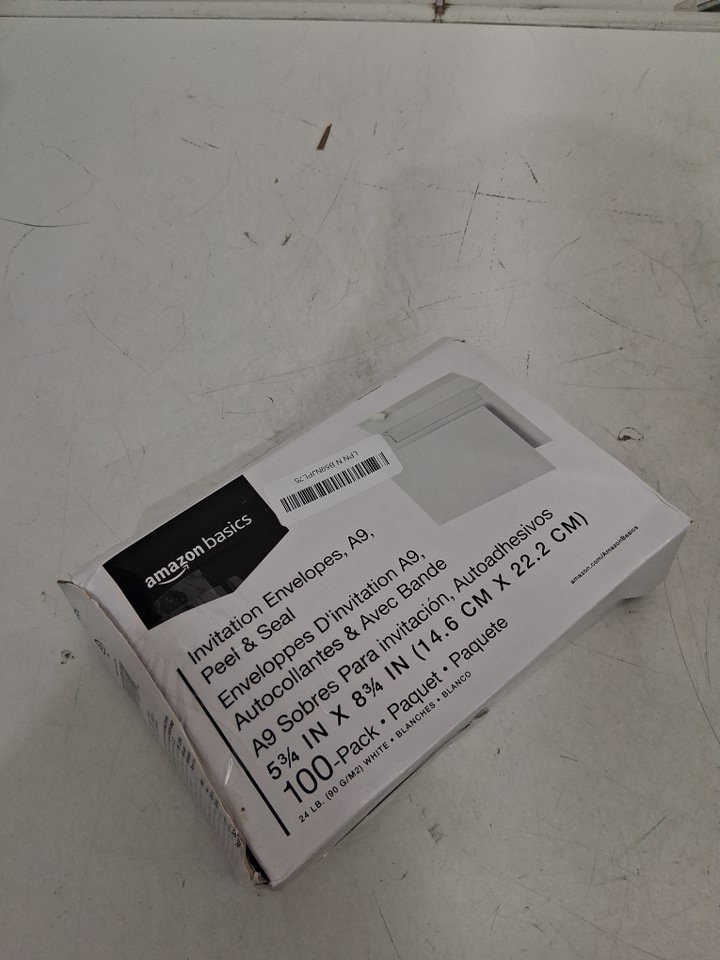 LPN N B59NJPL75
amazon basics
Invitation Envelopes, A9,
Peel & Seal
Enveloppes D'invitation A9,
Autocollantes & Avec Bande
A9 Sobres Para invitación, Autoadhesivos
5¾ IN X 8¾ IN (14.6 CM X 22.2 CM)
100-Pack • Paquet • Paquete
24 LB. (90 G/M2) WHITE • BLANCHES • BLANCO
amazon.com/AmazonBasics